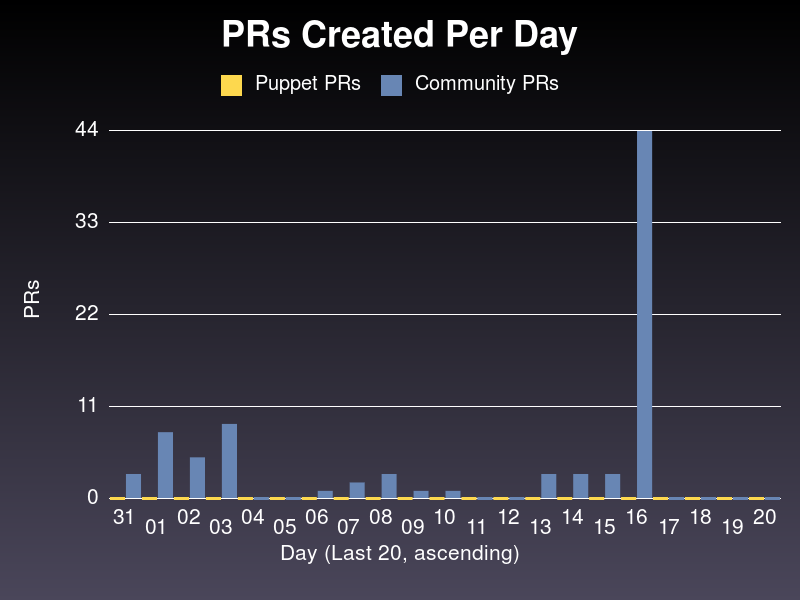 PRs Created Per Day
Puppet PRs Community PRs
44
33
22
11
0
PRs
31 01 02 03 04 05 06 07 08 09 10 11 12 13 14 15 16 17 18 19 20
Day (Last 20, ascending)